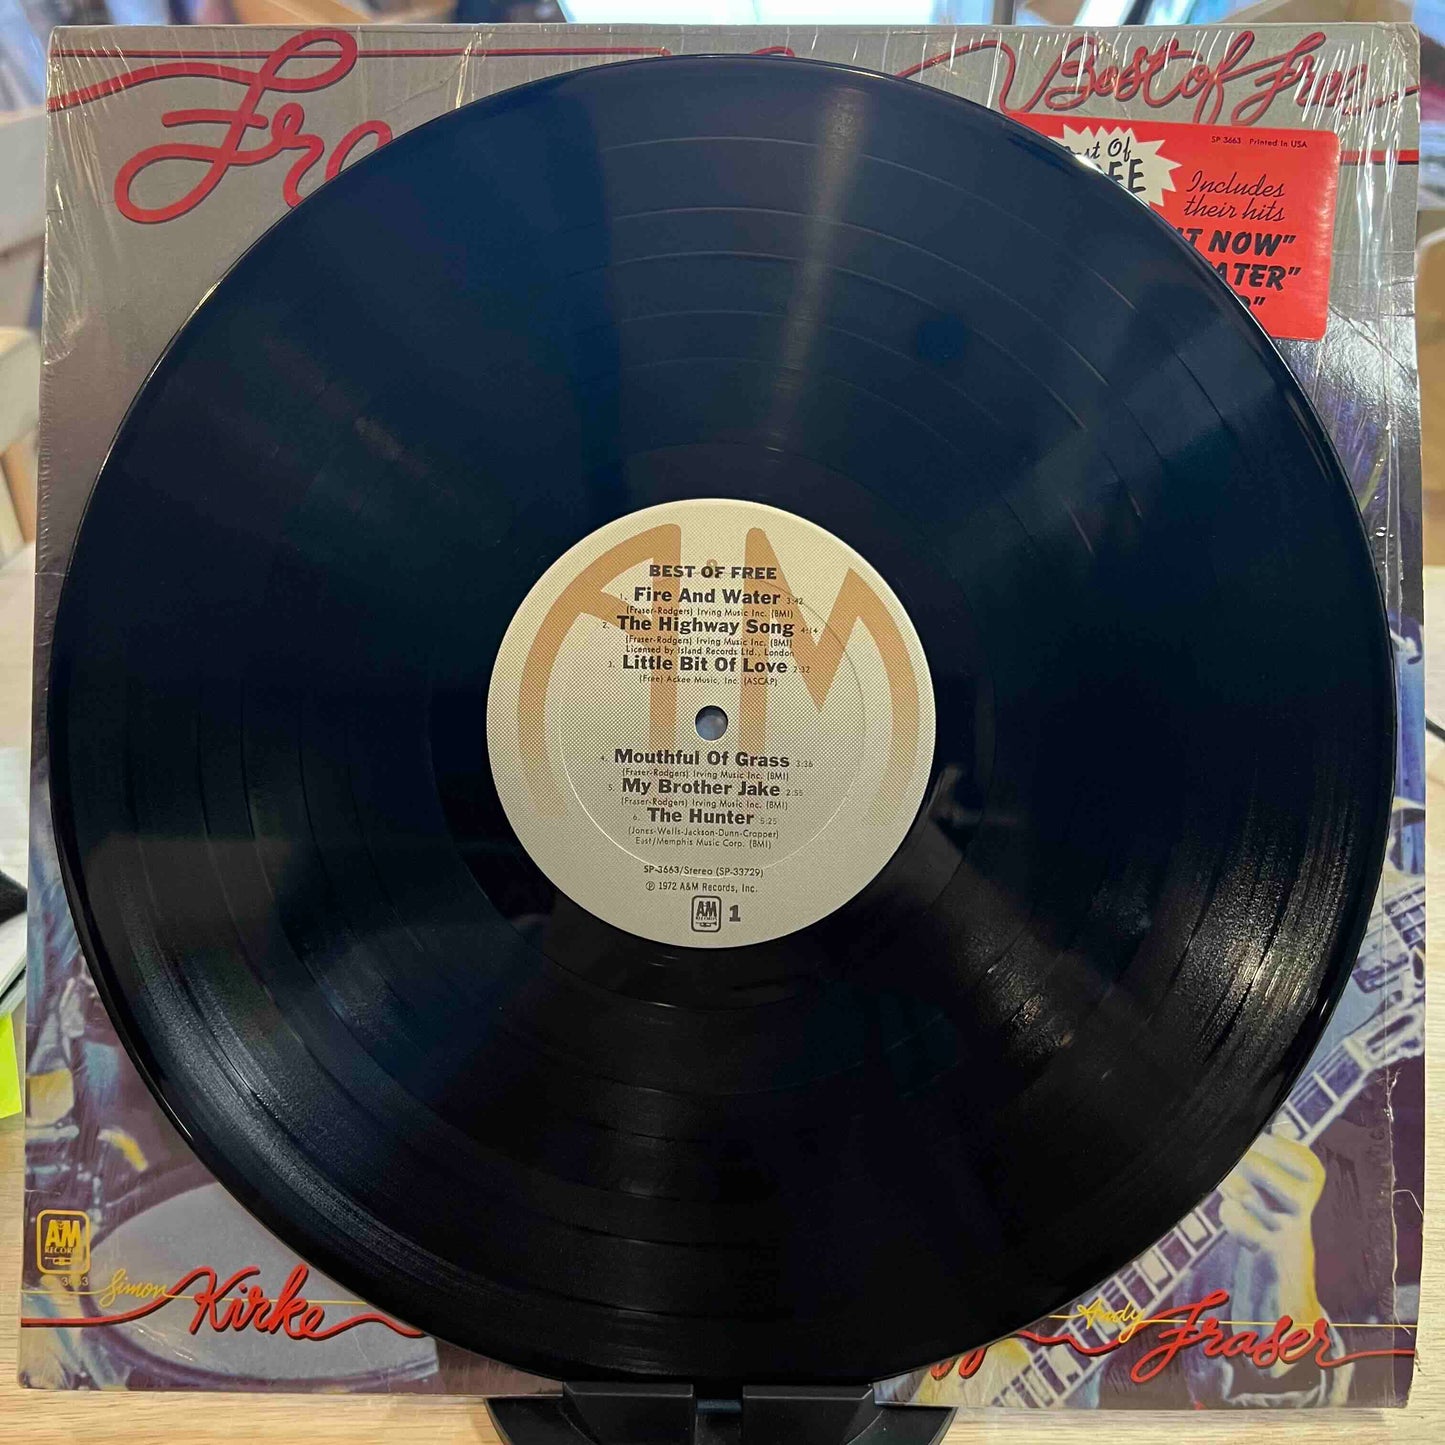 Best of Free
SP 3663 Printed In USA
Of
Includes
their hits
NOW"
BEST OF FREE
1. Fire And Water 3:42
(Fraser-Rodgers) Irving Music Inc. (BMI)
2. The Highway Song 4:14
(Fraser-Rodgers) Irving Music Inc. (BMI)
Licensed by Island Records Ltd., London
3. Little Bit Of Love 2:32
(Free) Ackee Music, Inc. (ASCAP)
4. Mouthful Of Grass 3:36
(Fraser-Rodgers) Irving Music Inc. (BMI)
5. My Brother Jake 2:55
(Fraser-Rodgers) Irving Music Inc. (BMI)
6. The Hunter 5:25
(Jones-Wells-Jackson-Dunn-Crapper)
East/Memphis Music Corp. (BMI)
SP-3663/Stereo (SP-33729)
℗ 1972 A&M Records, Inc.
A&M
RECORDS
1
A&M
RECORDS
Simon
Kirke
Andy
Fraser